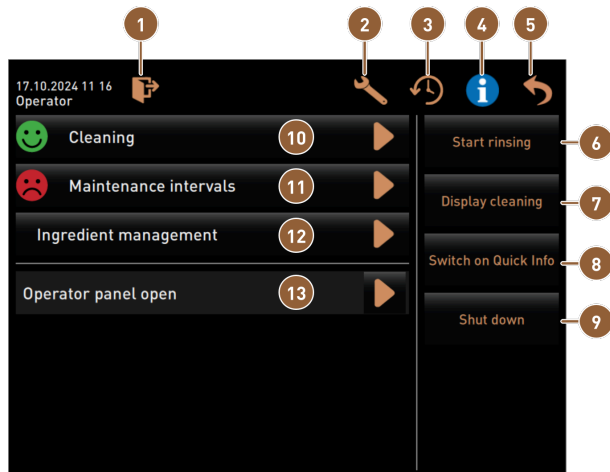 1 2 3 4 5
17.10.2024 11 16
Operator
Cleaning 10
Start rinsing 6
Maintenance intervals 11
Display cleaning 7
Ingredient management 12
Switch on Quick Info 8
Operator panel open 13
Shut down 9